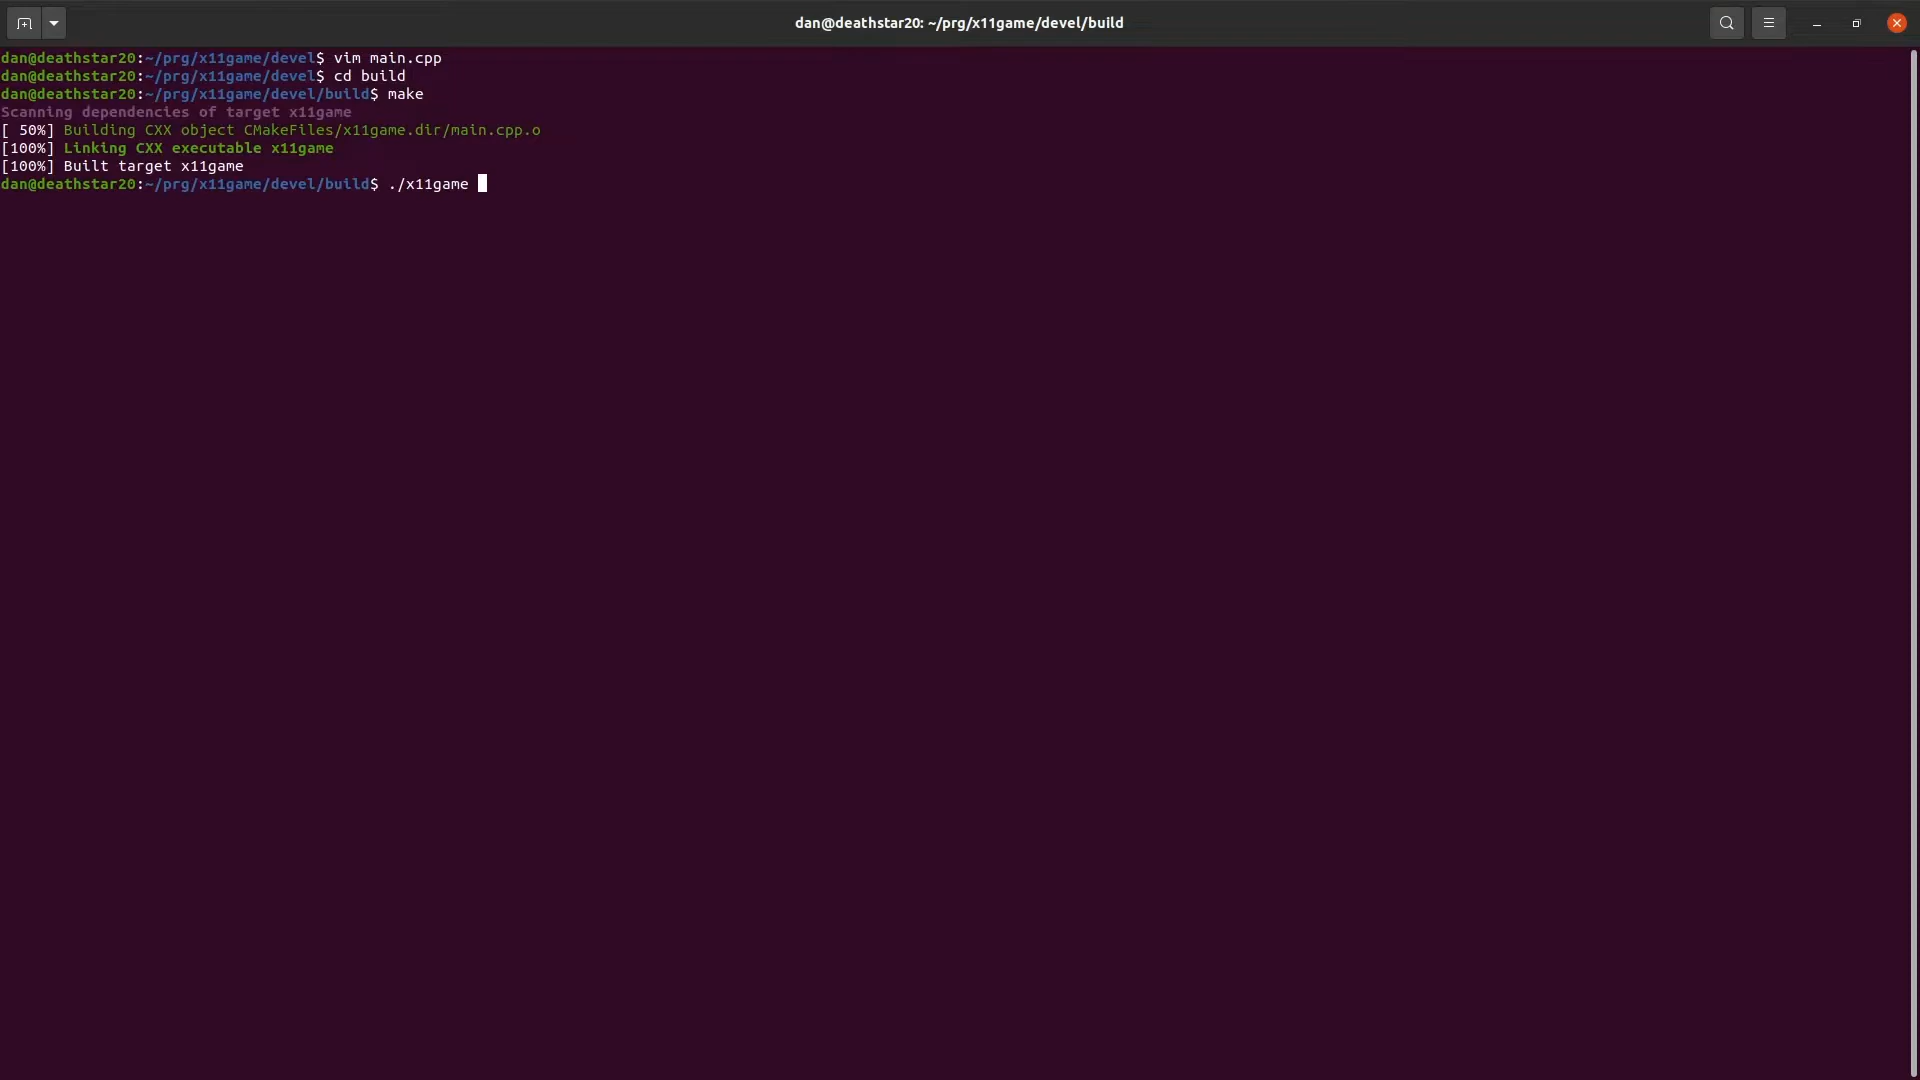 dan@deathstar20: ~/prg/x11game/devel/build
dan@deathstar20:~/prg/x11game/devel$ vim main.cpp
dan@deathstar20:~/prg/x11game/devel$ cd build
dan@deathstar20:~/prg/x11game/devel/build$ make
Scanning dependencies of target x11game
[ 50%] Building CXX object CMakeFiles/x11game.dir/main.cpp.o
[100%] Linking CXX executable x11game
[100%] Built target x11game
dan@deathstar20:~/prg/x11game/devel/build$ ./x11game